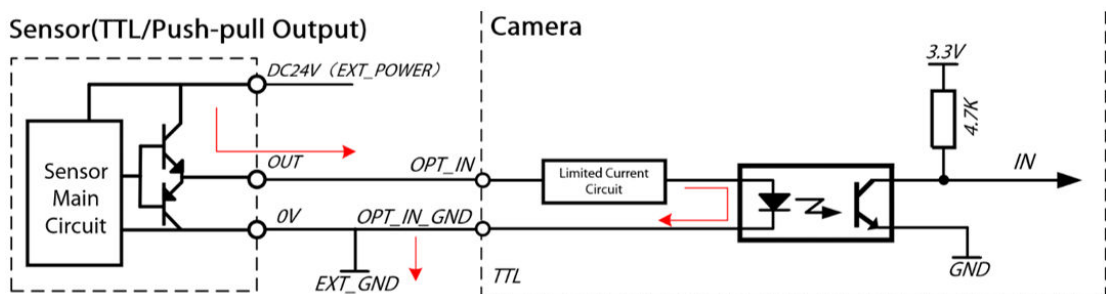 Sensor(TTL/Push-pull Output)
Camera
DC24V（EXT_POWER）
3.3V
4.7K
Sensor
Main
Circuit
OUT
OPT_IN
Limited Current
Circuit
IN
0V
OPT_IN_GND
EXT_GND
TTL
GND